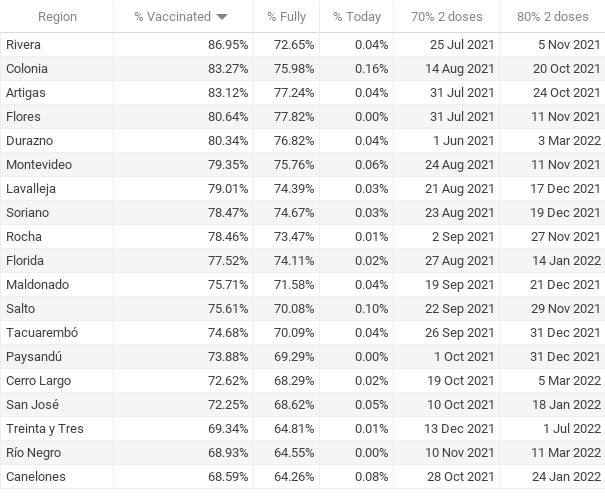 Region % Vaccinated % Fully % Today 70% 2 doses 80% 2 doses
Rivera 86.95% 72.65% 0.04% 25 Jul 2021 5 Nov 2021
Colonia 83.27% 75.98% 0.16% 14 Aug 2021 20 Oct 2021
Artigas 83.12% 77.24% 0.04% 31 Jul 2021 24 Oct 2021
Flores 80.64% 77.82% 0.00% 31 Jul 2021 11 Nov 2021
Durazno 80.34% 76.82% 0.04% 1 Jun 2021 3 Mar 2022
Montevideo 79.35% 75.76% 0.06% 24 Aug 2021 11 Nov 2021
Lavalleja 79.01% 74.39% 0.03% 21 Aug 2021 17 Dec 2021
Soriano 78.47% 74.67% 0.03% 23 Aug 2021 19 Dec 2021
Rocha 78.46% 73.47% 0.01% 2 Sep 2021 27 Nov 2021
Florida 77.52% 74.11% 0.02% 27 Aug 2021 14 Jan 2022
Maldonado 75.71% 71.58% 0.04% 19 Sep 2021 21 Dec 2021
Salto 75.61% 70.08% 0.10% 22 Sep 2021 29 Nov 2021
Tacuarembó 74.68% 70.09% 0.04% 26 Sep 2021 31 Dec 2021
Paysandú 73.88% 69.29% 0.00% 1 Oct 2021 31 Dec 2021
Cerro Largo 72.62% 68.29% 0.02% 19 Oct 2021 5 Mar 2022
San José 72.25% 68.62% 0.05% 10 Oct 2021 18 Jan 2022
Treinta y Tres 69.34% 64.81% 0.01% 13 Dec 2021 1 Jul 2022
Río Negro 68.93% 64.55% 0.00% 10 Nov 2021 11 Mar 2022
Canelones 68.59% 64.26% 0.08% 28 Oct 2021 24 Jan 2022